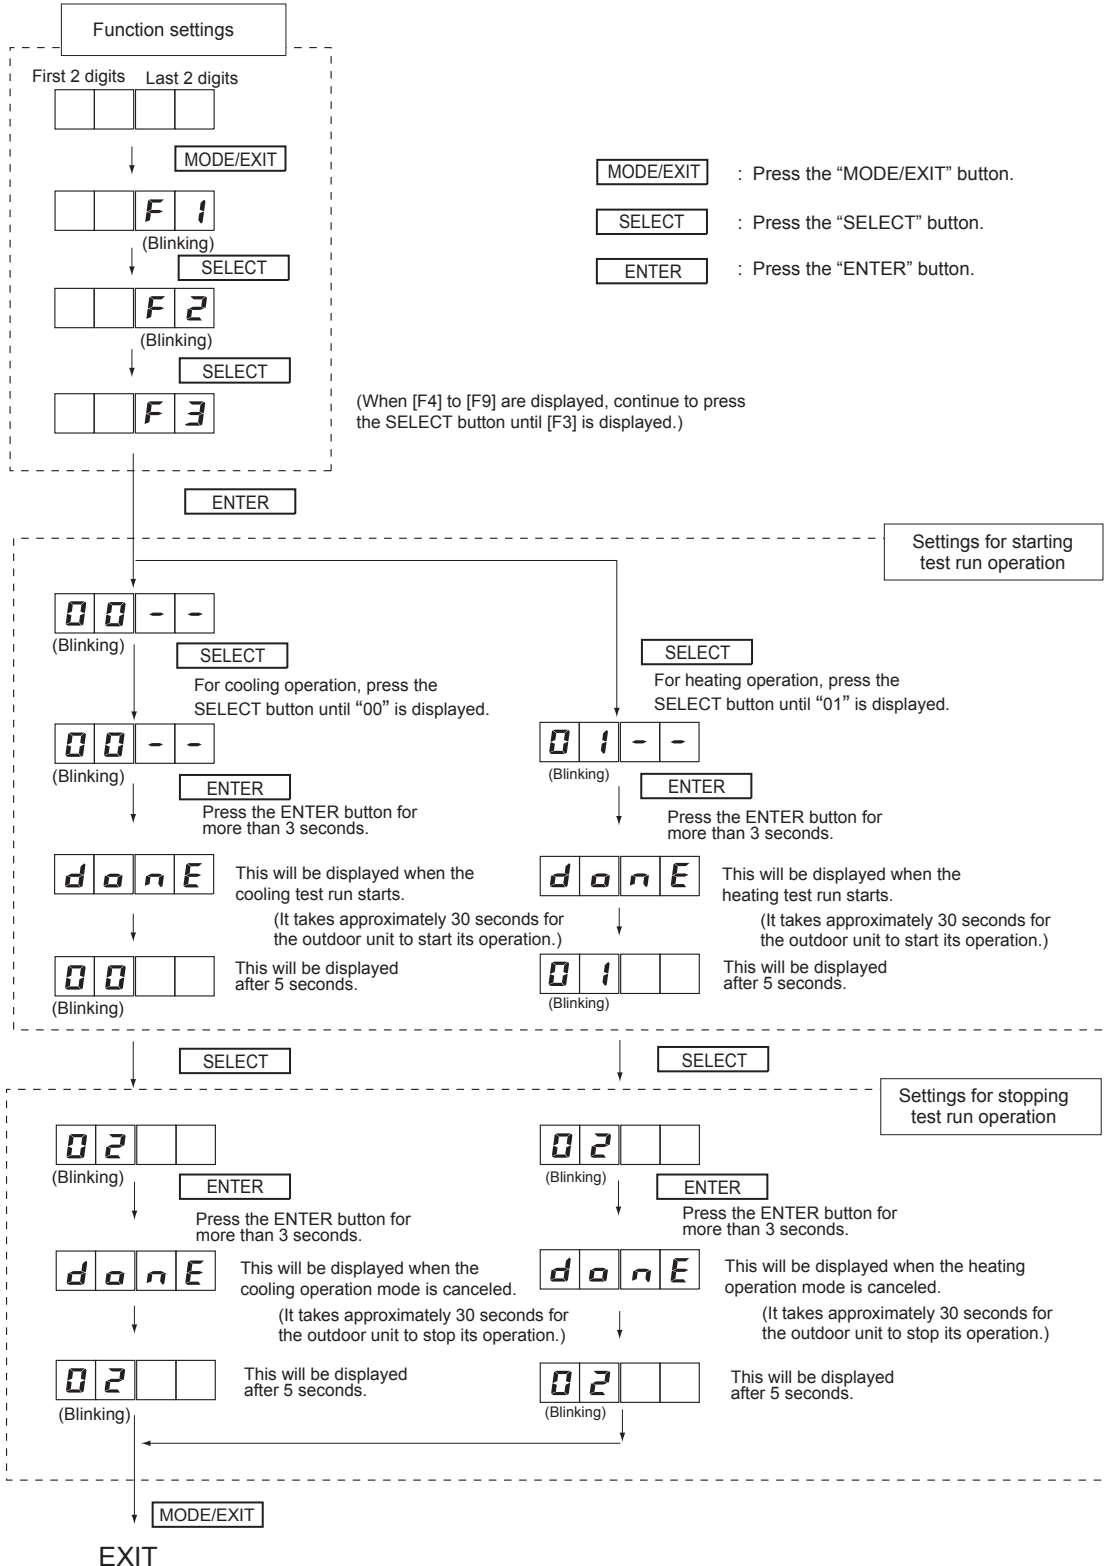 Function settings
First 2 digits Last 2 digits
MODE/EXIT
MODE/EXIT : Press the “MODE/EXIT” button.
F 1
(Blinking)
SELECT : Press the “SELECT” button.
SELECT
ENTER : Press the “ENTER” button.
F 2
(Blinking)
SELECT
F 3
(When [F4] to [F9] are displayed, continue to press
the SELECT button until [F3] is displayed.)
ENTER
Settings for starting
test run operation
0 0 - -
(Blinking)
SELECT
For cooling operation, press the
SELECT button until “00” is displayed.
0 0 - -
(Blinking)
ENTER
Press the ENTER button for
more than 3 seconds.
d o n E
This will be displayed when the
cooling test run starts.
(It takes approximately 30 seconds for
the outdoor unit to start its operation.)
0 0
(Blinking)
This will be displayed
after 5 seconds.
SELECT
SELECT
For heating operation, press the
SELECT button until “01” is displayed.
0 1 - -
(Blinking)
ENTER
Press the ENTER button for
more than 3 seconds.
d o n E
This will be displayed when the
heating test run starts.
(It takes approximately 30 seconds for
the outdoor unit to start its operation.)
0 1
(Blinking)
This will be displayed
after 5 seconds.
SELECT
Settings for stopping
test run operation
0 2
(Blinking)
ENTER
Press the ENTER button for
more than 3 seconds.
d o n E
This will be displayed when the
cooling operation mode is canceled.
(It takes approximately 30 seconds for
the outdoor unit to stop its operation.)
0 2
(Blinking)
This will be displayed
after 5 seconds.
0 2
(Blinking)
ENTER
Press the ENTER button for
more than 3 seconds.
d o n E
This will be displayed when the heating
operation mode is canceled.
(It takes approximately 30 seconds for
the outdoor unit to stop its operation.)
0 2
(Blinking)
This will be displayed
after 5 seconds.
MODE/EXIT
EXIT